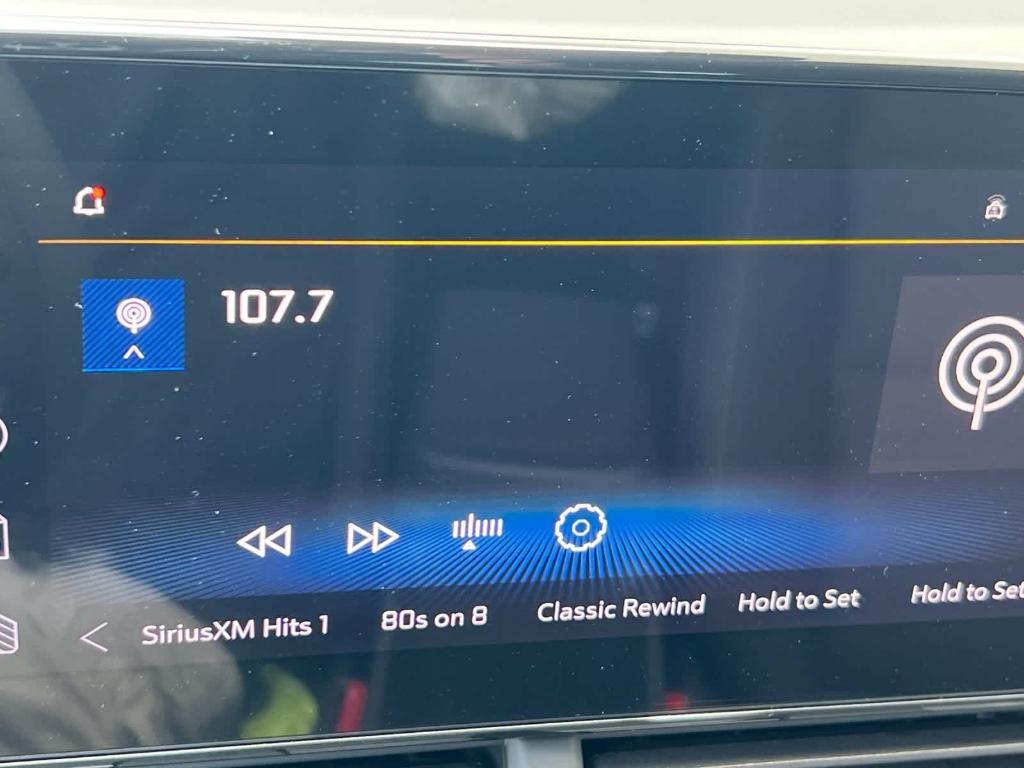 107.7
SiriusXM Hits 1 80s on 8 Classic Rewind Hold to Set Hold to Set